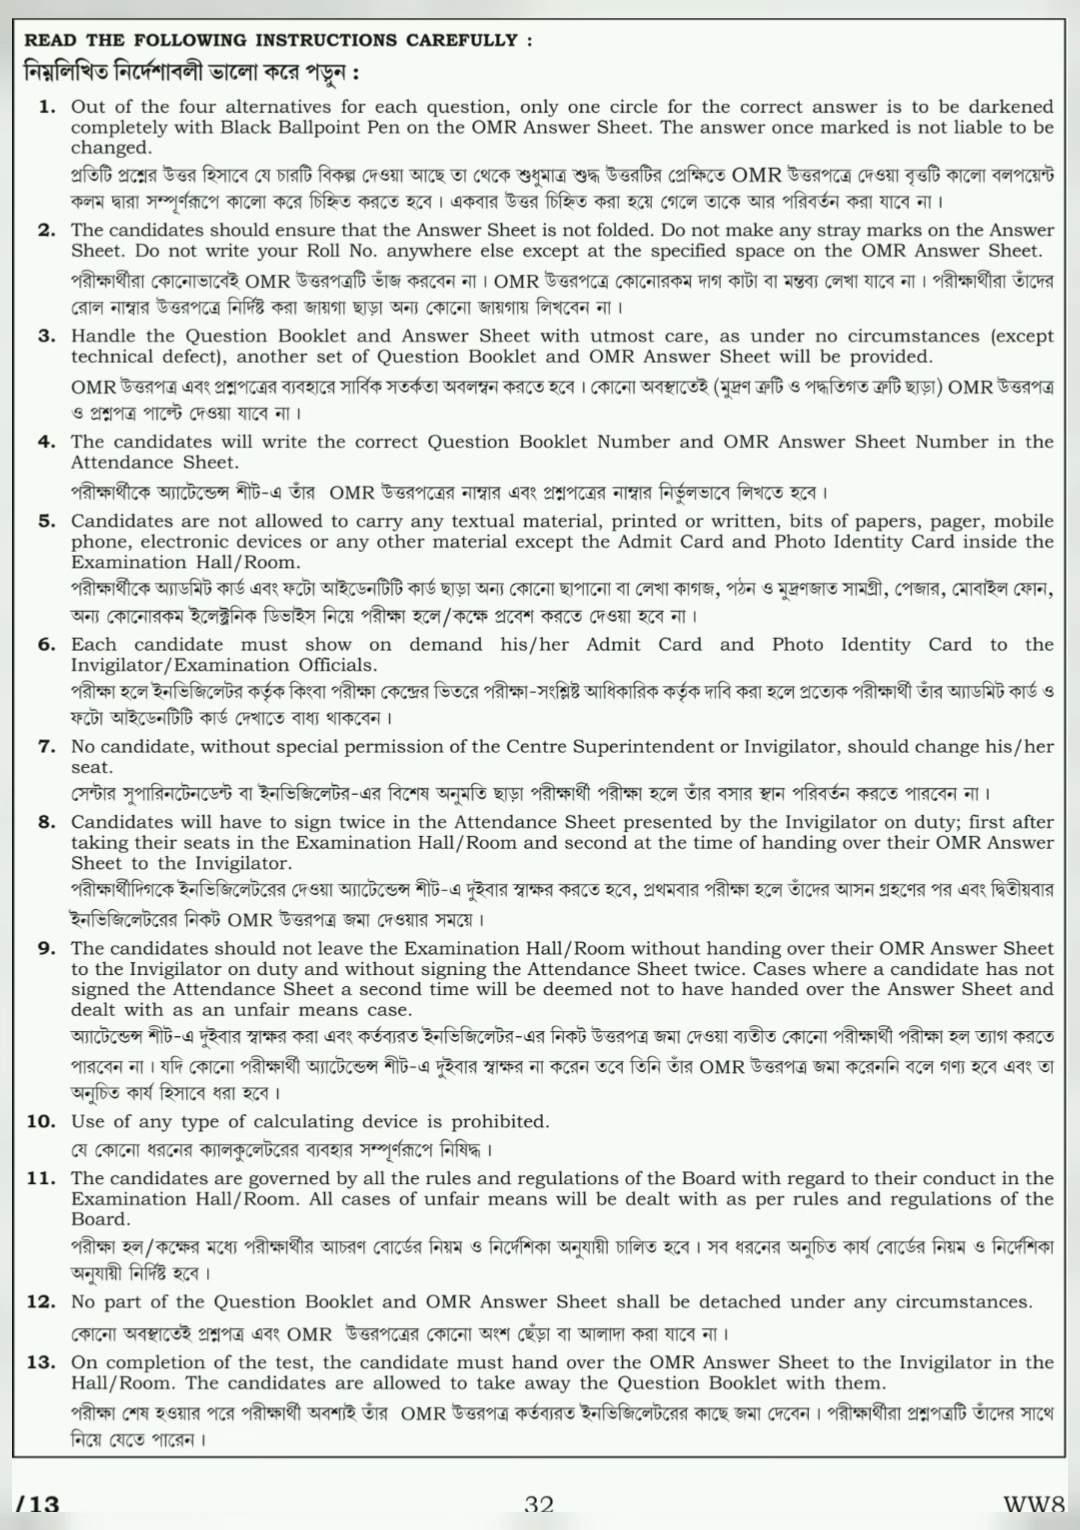 READ THE FOLLOWING INSTRUCTIONS CAREFULLY :
নিম্নলিখিত নির্দেশাবলী ভালো করে পড়ুন :
1. Out of the four alternatives for each question, only one circle for the correct answer is to be darkened
completely with Black Ballpoint Pen on the OMR Answer Sheet. The answer once marked is not liable to be
changed.
প্রতিটি প্রশ্নের উত্তর হিসাবে যে চারটি বিকল্প দেওয়া আছে তা থেকে শুধুমাত্র শুদ্ধ উত্তরটির প্রেক্ষিতে OMR উত্তরপত্রে দেওয়া বৃত্তটি কালো বলপয়েন্ট
কলম দ্বারা সম্পূর্ণরূপে কালো করে চিহ্নিত করতে হবে । একবার উত্তর চিহ্নিত করা হয়ে গেলে তাকে আর পরিবর্তন করা যাবে না ।
2. The candidates should ensure that the Answer Sheet is not folded. Do not make any stray marks on the Answer
Sheet. Do not write your Roll No. anywhere else except at the specified space on the OMR Answer Sheet.
পরীক্ষার্থীরা কোনোভাবেই OMR উত্তরপত্রটি ভাঁজ করবেন না । OMR উত্তরপত্রে কোনোরকম দাগ কাটা বা মন্তব্য লেখা যাবে না । পরীক্ষার্থীরা তাঁদের
রোল নাম্বার উত্তরপত্রে নির্দিষ্ট করা জায়গা ছাড়া অন্য কোনো জায়গায় লিখবেন না ।
3. Handle the Question Booklet and Answer Sheet with utmost care, as under no circumstances (except
technical defect), another set of Question Booklet and OMR Answer Sheet will be provided.
OMR উত্তরপত্র এবং প্রশ্নপত্রের ব্যবহারে সার্বিক সতর্কতা অবলম্বন করতে হবে । কোনো অবস্থাতেই (মুদ্রণ ত্রুটি ও পদ্ধতিগত ত্রুটি ছাড়া) OMR উত্তরপত্র
ও প্রশ্নপত্র পাল্টে দেওয়া যাবে না ।
4. The candidates will write the correct Question Booklet Number and OMR Answer Sheet Number in the
Attendance Sheet.
পরীক্ষার্থীকে অ্যাটেন্ডেন্স শীট-এ তাঁর OMR উত্তরপত্রের নাম্বার এবং প্রশ্নপত্রের নাম্বার নির্ভুলভাবে লিখতে হবে ।
5. Candidates are not allowed to carry any textual material, printed or written, bits of papers, pager, mobile
phone, electronic devices or any other material except the Admit Card and Photo Identity Card inside the
Examination Hall/Room.
পরীক্ষার্থীকে অ্যাডমিট কার্ড এবং ফটো আইডেনটিটি কার্ড ছাড়া অন্য কোনো ছাপানো বা লেখা কাগজ, পঠন ও মুদ্রণজাত সামগ্রী, পেজার, মোবাইল ফোন,
অন্য কোনোরকম ইলেক্ট্রনিক ডিভাইস নিয়ে পরীক্ষা হলে/কক্ষে প্রবেশ করতে দেওয়া হবে না ।
6. Each candidate must show on demand his/her Admit Card and Photo Identity Card to the
Invigilator/Examination Officials.
পরীক্ষা হলে ইনভিজিলেটর কর্তৃক কিংবা পরীক্ষা কেন্দ্রের ভিতরে পরীক্ষা-সংশ্লিষ্ট আধিকারিক কর্তৃক দাবি করা হলে প্রত্যেক পরীক্ষার্থী তাঁর অ্যাডমিট কার্ড ও
ফটো আইডেনটিটি কার্ড দেখাতে বাধ্য থাকবেন ।
7. No candidate, without special permission of the Centre Superintendent or Invigilator, should change his/her
seat.
সেন্টার সুপারিনটেনডেন্ট বা ইনভিজিলেটর-এর বিশেষ অনুমতি ছাড়া পরীক্ষার্থী পরীক্ষা হলে তাঁর বসার স্থান পরিবর্তন করতে পারবেন না ।
8. Candidates will have to sign twice in the Attendance Sheet presented by the Invigilator on duty; first after
taking their seats in the Examination Hall/Room and second at the time of handing over their OMR Answer
Sheet to the Invigilator.
পরীক্ষার্থীদিগকে ইনভিজিলেটরের দেওয়া অ্যাটেন্ডেন্স শীট-এ দুইবার স্বাক্ষর করতে হবে, প্রথমবার পরীক্ষা হলে তাঁদের আসন গ্রহণের পর এবং দ্বিতীয়বার
ইনভিজিলেটরের নিকট OMR উত্তরপত্র জমা দেওয়ার সময়ে ।
9. The candidates should not leave the Examination Hall/Room without handing over their OMR Answer Sheet
to the Invigilator on duty and without signing the Attendance Sheet twice. Cases where a candidate has not
signed the Attendance Sheet a second time will be deemed not to have handed over the Answer Sheet and
dealt with as an unfair means case.
অ্যাটেন্ডেন্স শীট-এ দুইবার স্বাক্ষর করা এবং কর্তব্যরত ইনভিজিলেটর-এর নিকট উত্তরপত্র জমা দেওয়া ব্যতীত কোনো পরীক্ষার্থী পরীক্ষা হল ত্যাগ করতে
পারবেন না । যদি কোনো পরীক্ষার্থী অ্যাটেন্ডেন্স শীট-এ দুইবার স্বাক্ষর না করেন তবে তিনি তাঁর OMR উত্তরপত্র জমা করেননি বলে গণ্য হবে এবং তা
অনুচিত কার্য হিসাবে ধরা হবে ।
10. Use of any type of calculating device is prohibited.
যে কোনো ধরনের ক্যালকুলেটরের ব্যবহার সম্পূর্ণরূপে নিষিদ্ধ ।
11. The candidates are governed by all the rules and regulations of the Board with regard to their conduct in the
Examination Hall/Room. All cases of unfair means will be dealt with as per rules and regulations of the
Board.
পরীক্ষা হল/কক্ষের মধ্যে পরীক্ষার্থীর আচরণ বোর্ডের নিয়ম ও নির্দেশিকা অনুযায়ী চালিত হবে । সব ধরনের অনুচিত কার্য বোর্ডের নিয়ম ও নির্দেশিকা
অনুযায়ী নির্দিষ্ট হবে ।
12. No part of the Question Booklet and OMR Answer Sheet shall be detached under any circumstances.
কোনো অবস্থাতেই প্রশ্নপত্র এবং OMR উত্তরপত্রের কোনো অংশ ছেঁড়া বা আলাদা করা যাবে না ।
13. On completion of the test, the candidate must hand over the OMR Answer Sheet to the Invigilator in the
Hall/Room. The candidates are allowed to take away the Question Booklet with them.
পরীক্ষা শেষ হওয়ার পরে পরীক্ষার্থী অবশ্যই তাঁর OMR উত্তরপত্র কর্তব্যরত ইনভিজিলেটরের কাছে জমা দেবেন । পরীক্ষার্থীরা প্রশ্নপত্রটি তাঁদের সাথে
নিয়ে যেতে পারেন ।
/13 32 WW8